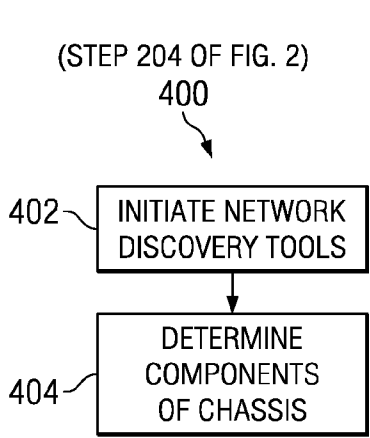 (STEP 204 OF FIG. 2)
400
402
INITIATE NETWORK
DISCOVERY TOOLS
404
DETERMINE
COMPONENTS
OF CHASSIS